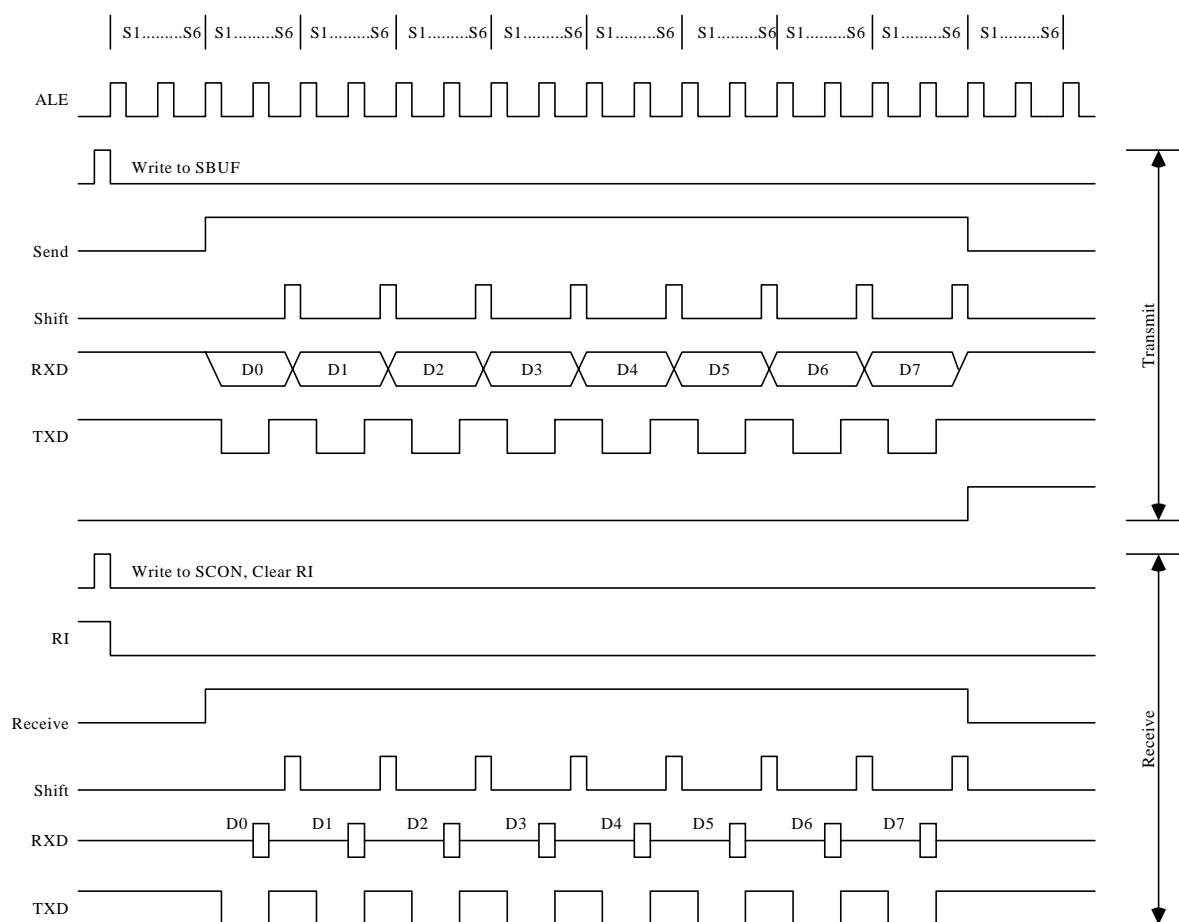 S1.........S6 S1.........S6 S1.........S6 S1.........S6 S1.........S6 S1.........S6 S1.........S6 S1.........S6 S1.........S6 S1.........S6
ALE
Write to SBUF
Send
Shift
RXD D0 D1 D2 D3 D4 D5 D6 D7
TXD
Transmit
Write to SCON, Clear RI
RI
Receive
Shift
RXD D0 D1 D2 D3 D4 D5 D6 D7
TXD
Receive